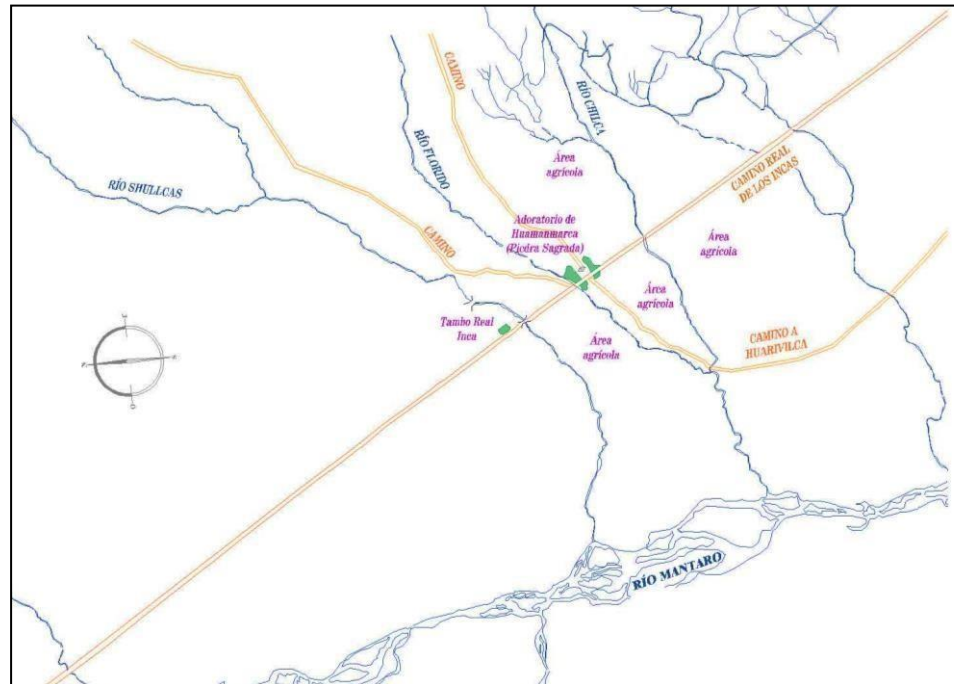 CAMINO
RÍO CHILCA
RÍO FLORIDO
Área
agrícola
CAMINO REAL
DE LOS INCAS
RÍO SHULLCAS
Adoratorio de
Huamanmarca
(Piedra Sagrada)
CAMINO
Área
agrícola
Área
agrícola
Tambo Real
Inca
Área
agrícola
CAMINO A
HUARIVILCA
RÍO MANTARO